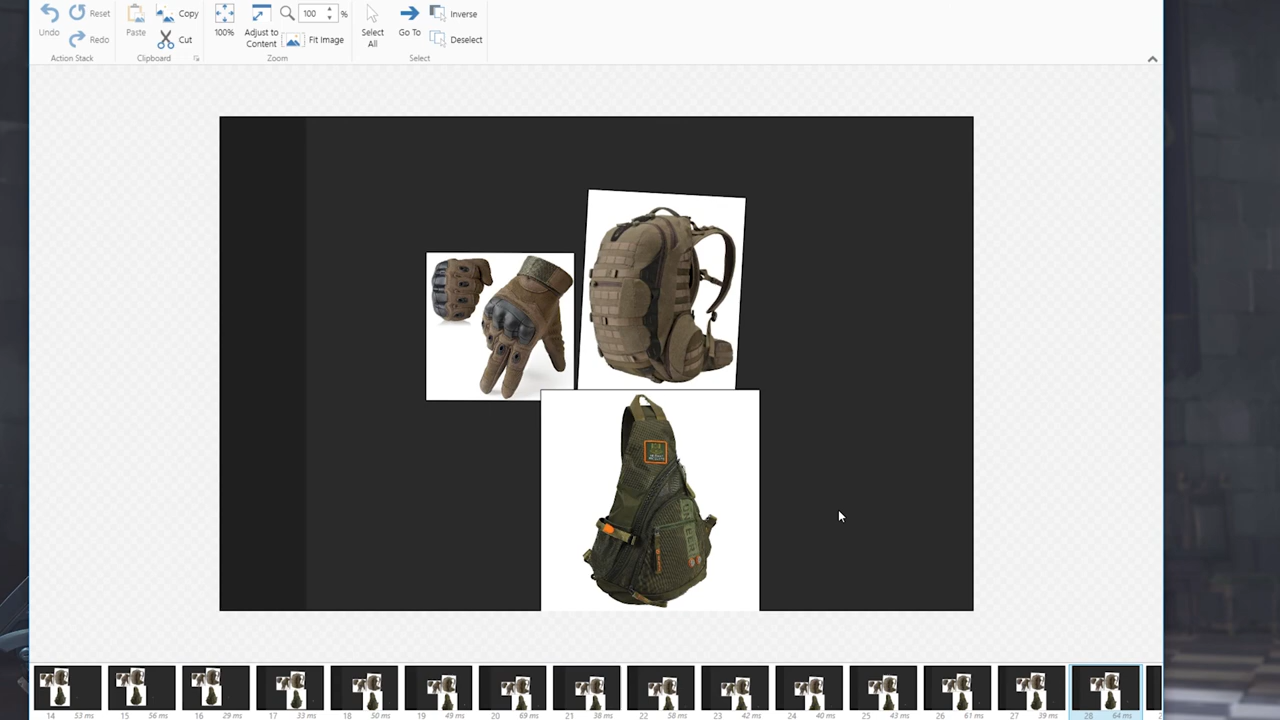 Undo
Reset
Redo
Action Stack
Paste
Copy
Cut
Clipboard
100%
Adjust to
Content
100 %
Fit Image
Zoom
Select
All
Go To
Inverse
Deselect
Select
14 53 ms
15 56 ms
16 29 ms
17 33 ms
18 50 ms
19 49 ms
20 69 ms
21 38 ms
22 58 ms
23 42 ms
24 40 ms
25 43 ms
26 61 ms
27 39 ms
28 64 ms